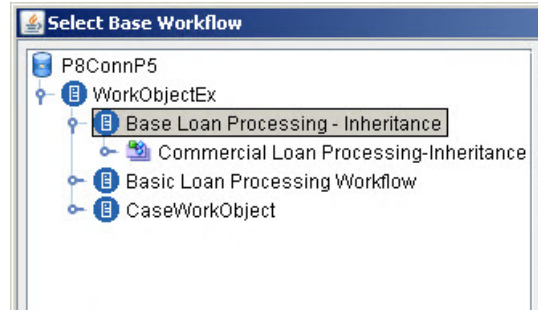 Select Base Workflow
P8ConnP5
WorkObjectEx
Base Loan Processing - Inheritance
Commercial Loan Processing-Inheritance
Basic Loan Processing Workflow
CaseWorkObject